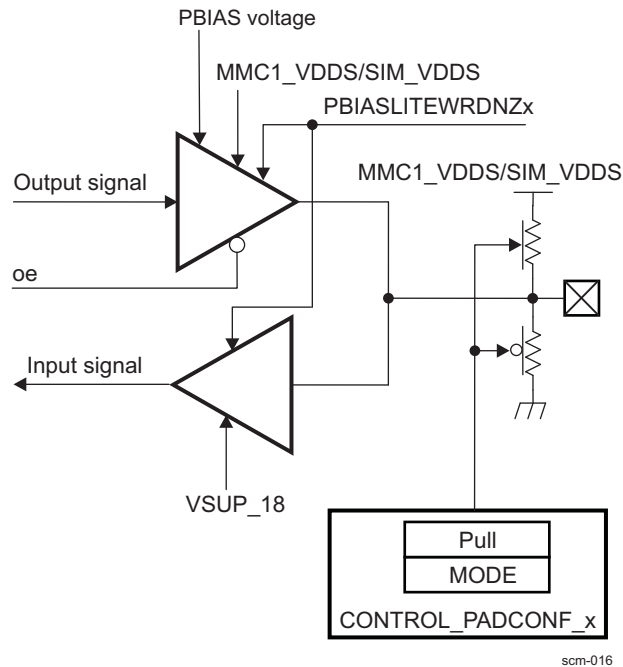 PBIAS voltage
MMC1_VDDS/SIM_VDDS
PBIASLITEWRDNZx
MMC1_VDDS/SIM_VDDS
Output signal
oe
Input signal
VSUP_18
Pull
MODE
CONTROL_PADCONF_x
scm-016